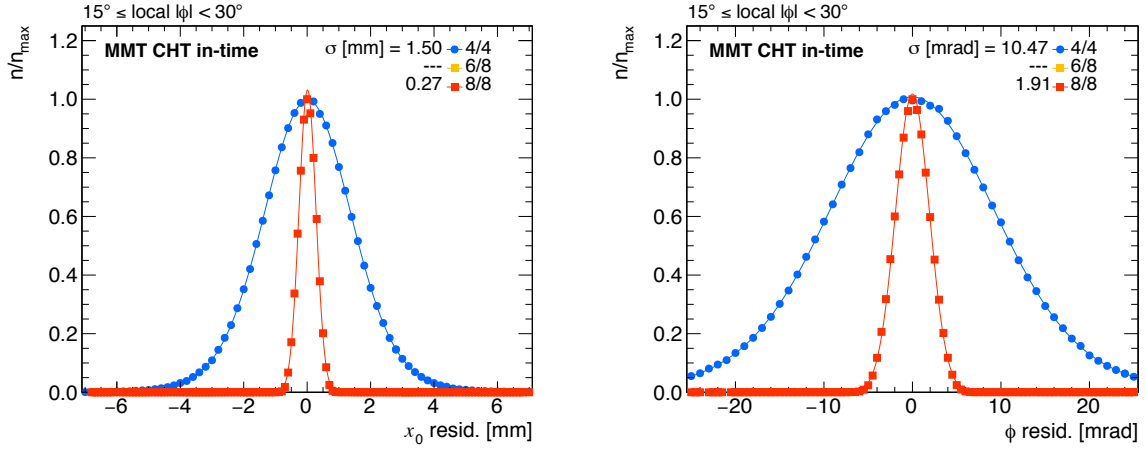 15° ≤ local |ϕ| < 30°
n/n_max
MMT CHT in-time
σ [mm] = 1.50 4/4
--- 6/8
0.27 8/8
1.2
1.0
0.8
0.6
0.4
0.2
0.0
−6 −4 −2 0 2 4 6
x_0 resid. [mm]
15° ≤ local |ϕ| < 30°
n/n_max
MMT CHT in-time
σ [mrad] = 10.47 4/4
--- 6/8
1.91 8/8
1.2
1.0
0.8
0.6
0.4
0.2
0.0
−20 −10 0 10 20
ϕ resid. [mrad]